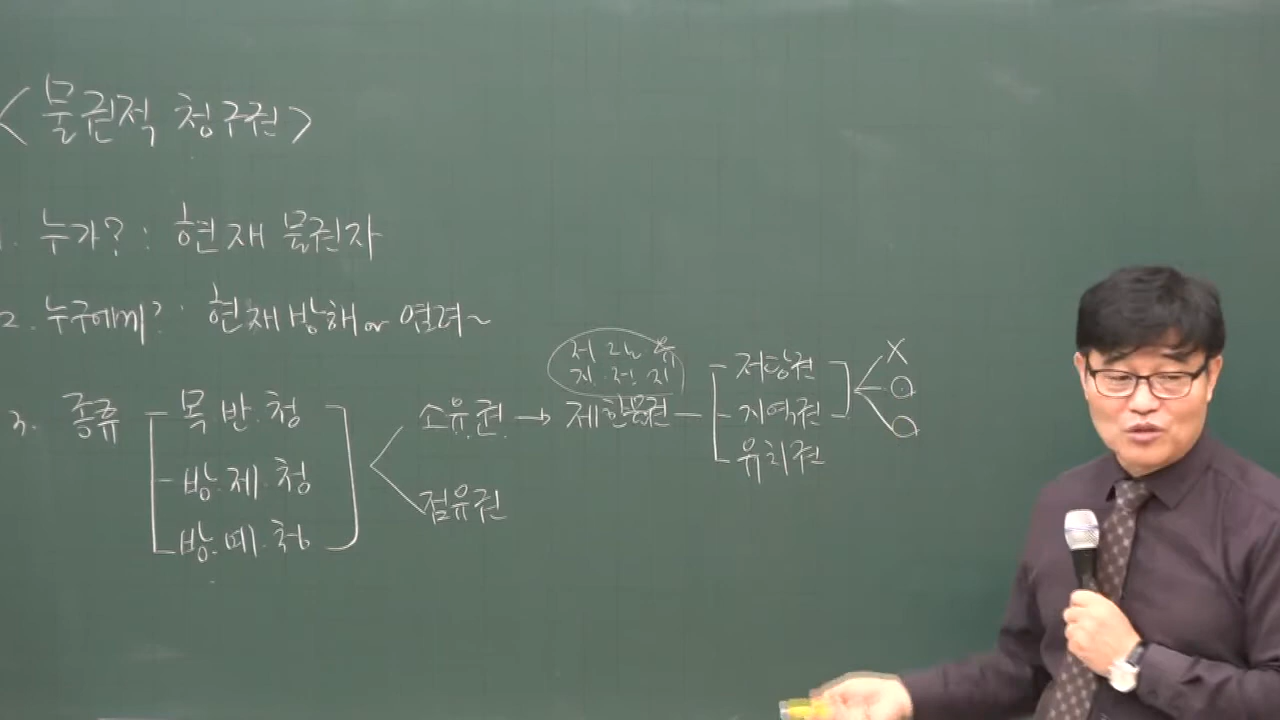 <물권적 청구권>
1. 누가? : 현재 물권자
2. 누구에게? : 현재 방해 or 염려~
3. 종류
목.반.청
방.제.청
방.예.청
소유권 → 제한물권
점유권
지 전 지
저당권
지역권
유치권
X
O
O